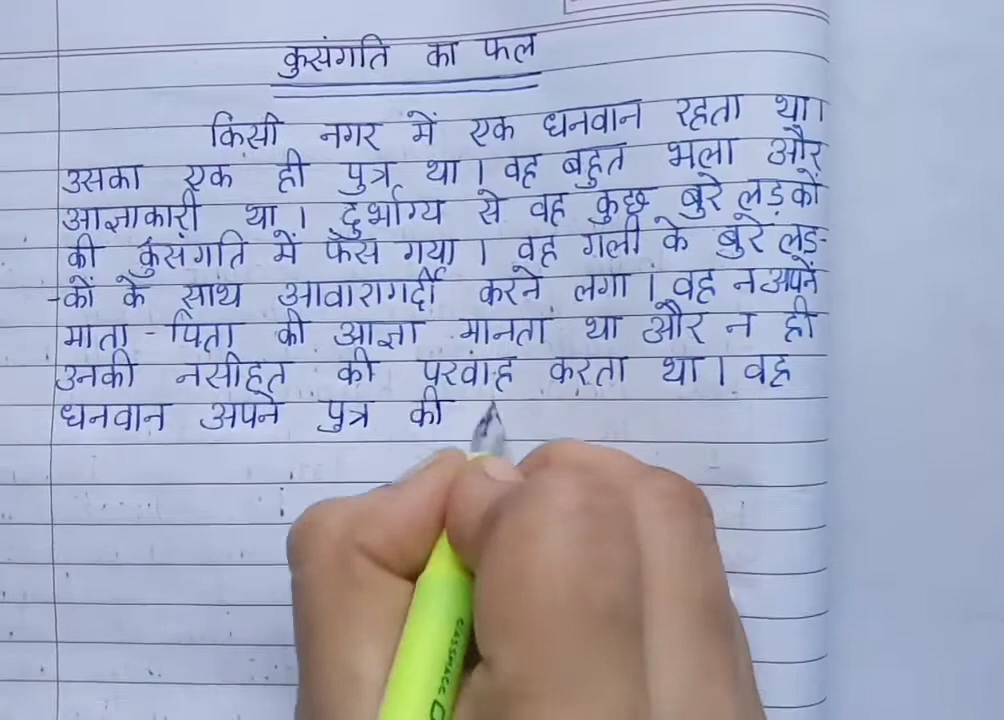 कुसंगति का फल
किसी नगर में एक धनवान रहता था।
उसका एक ही पुत्र था। वह बहुत भला और
आज्ञाकारी था। दुर्भाग्य से वह कुछ बुरे लड़कों
की कुसंगति में फंस गया। वह गली के बुरे लड़-
-कों के साथ आवारागर्दी करने लगा। वह न अपने
माता-पिता की आज्ञा मानता था और न ही
उनकी नसीहत की परवाह करता था। वह
धनवान अपने पुत्र की